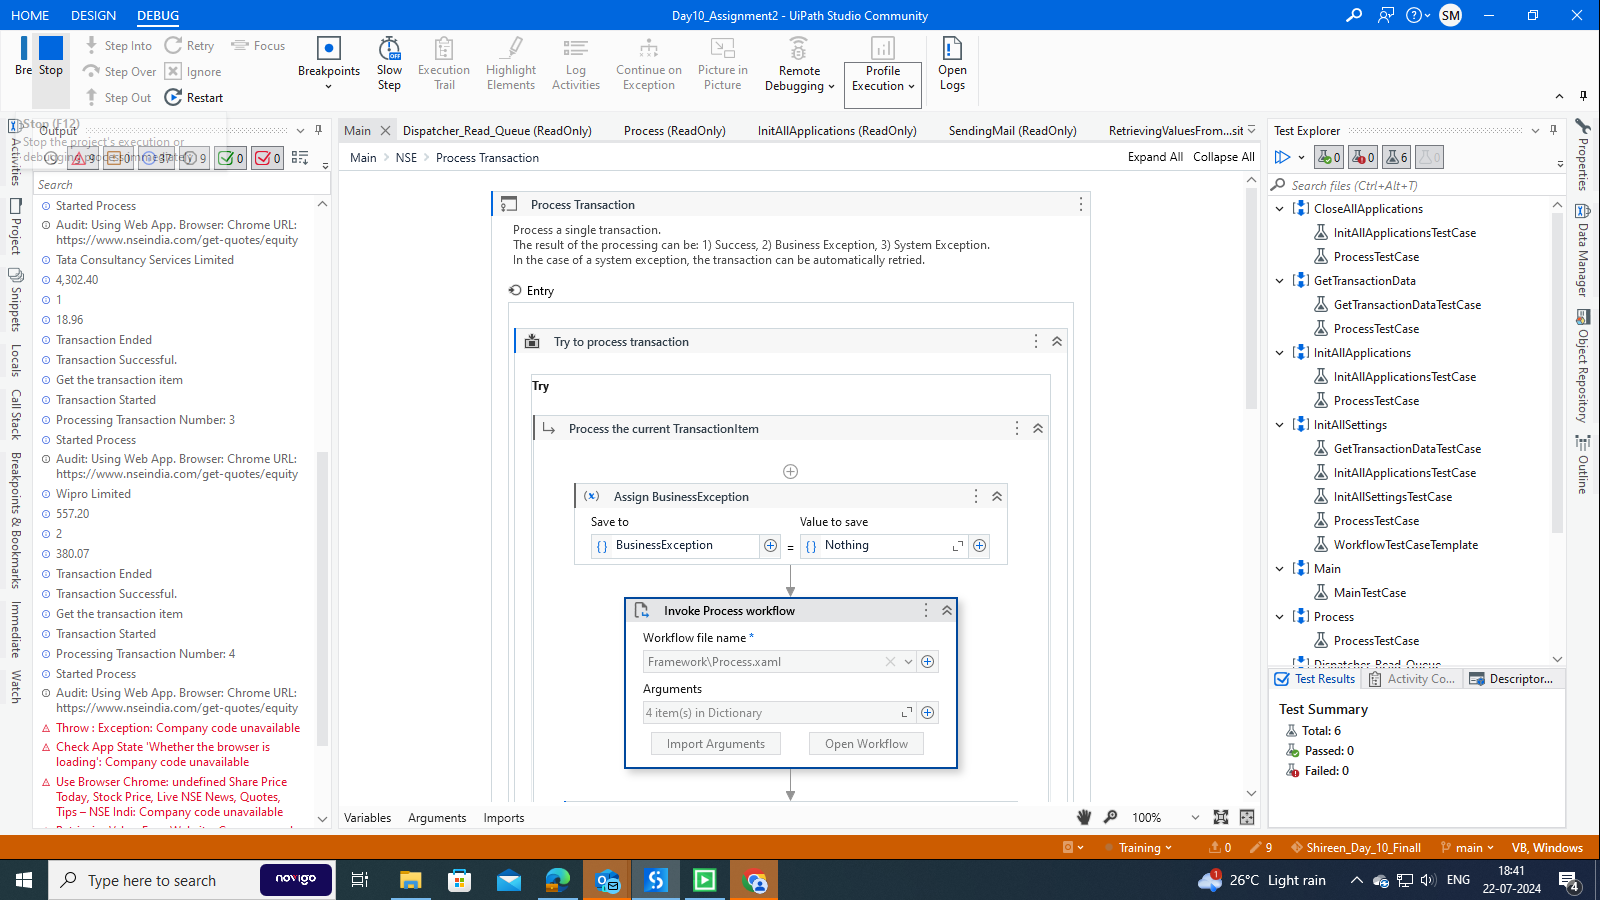 HOME DESIGN DEBUG
Day10_Assignment2 - UiPath Studio Community
SM
Bre Stop
Step Into
Step Over
Step Out
Retry
Ignore
Restart
Focus
Breakpoints
Slow
Step
Execution
Trail
Highlight
Elements
Log
Activities
Continue on
Exception
Picture in
Picture
Remote
Debugging
Profile
Execution
Open
Logs
Stop (F12)
Stop the project's execution or
Output
9 0 37 9 0 0
Search
Started Process
Audit: Using Web App. Browser: Chrome URL:
https://www.nseindia.com/get-quotes/equity
Tata Consultancy Services Limited
4,302.40
1
18.96
Transaction Ended
Transaction Successful.
Get the transaction item
Transaction Started
Processing Transaction Number: 3
Started Process
Audit: Using Web App. Browser: Chrome URL:
https://www.nseindia.com/get-quotes/equity
Wipro Limited
557.20
2
380.07
Transaction Ended
Transaction Successful.
Get the transaction item
Transaction Started
Processing Transaction Number: 4
Started Process
Audit: Using Web App. Browser: Chrome URL:
https://www.nseindia.com/get-quotes/equity
Throw : Exception: Company code unavailable
Check App State 'Whether the browser is
loading': Company code unavailable
Use Browser Chrome: undefined Share Price
Today, Stock Price, Live NSE News, Quotes,
Tips – NSE Indi: Company code unavailable
Activities
Project
Snippets
Locals
Call Stack
Breakpoints & Bookmarks
Immediate
Watch
Main
Dispatcher_Read_Queue (ReadOnly)
Process (ReadOnly)
InitAllApplications (ReadOnly)
SendingMail (ReadOnly)
RetrievingValuesFrom...sit
Main NSE Process Transaction
Expand All Collapse All
Process Transaction
Process a single transaction.
The result of the processing can be: 1) Success, 2) Business Exception, 3) System Exception.
In the case of a system exception, the transaction can be automatically retried.
Entry
Try to process transaction
Try
Process the current TransactionItem
Assign BusinessException
Save to Value to save
BusinessException = Nothing
Invoke Process workflow
Workflow file name *
Framework\Process.xaml
Arguments
4 item(s) in Dictionary
Import Arguments Open Workflow
Variables Arguments Imports
100%
Test Explorer
0 0 6 0
Search files (Ctrl+Alt+T)
CloseAllApplications
InitAllApplicationsTestCase
ProcessTestCase
GetTransactionData
GetTransactionDataTestCase
ProcessTestCase
InitAllApplications
InitAllApplicationsTestCase
ProcessTestCase
InitAllSettings
GetTransactionDataTestCase
InitAllApplicationsTestCase
InitAllSettingsTestCase
ProcessTestCase
WorkflowTestCaseTemplate
Main
MainTestCase
Process
ProcessTestCase
Dispatcher_Read_Queue
Test Results Activity Co... Descriptor...
Test Summary
Total: 6
Passed: 0
Failed: 0
Properties
Data Manager
Object Repository
Outline
Training 0 9 Shireen_Day_10_Finall main VB, Windows
Type here to search
novigo
1
26°C Light rain
ENG
18:41
22-07-2024
4